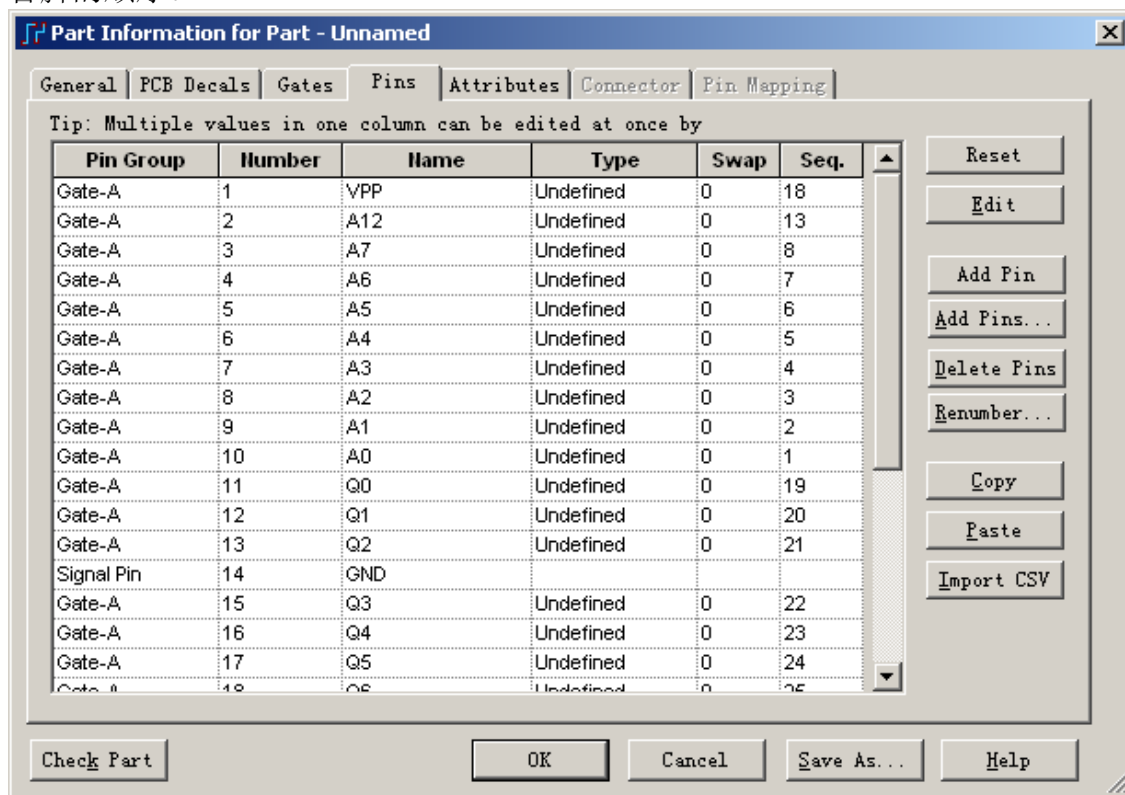 Part Information for Part - Unnamed
General PCB Decals Gates Pins Attributes Connector Pin Mapping
Tip: Multiple values in one column can be edited at once by
Pin Group Number Name Type Swap Seq.
Gate-A 1 VPP Undefined 0 18
Gate-A 2 A12 Undefined 0 13
Gate-A 3 A7 Undefined 0 8
Gate-A 4 A6 Undefined 0 7
Gate-A 5 A5 Undefined 0 6
Gate-A 6 A4 Undefined 0 5
Gate-A 7 A3 Undefined 0 4
Gate-A 8 A2 Undefined 0 3
Gate-A 9 A1 Undefined 0 2
Gate-A 10 A0 Undefined 0 1
Gate-A 11 Q0 Undefined 0 19
Gate-A 12 Q1 Undefined 0 20
Gate-A 13 Q2 Undefined 0 21
Signal Pin 14 GND
Gate-A 15 Q3 Undefined 0 22
Gate-A 16 Q4 Undefined 0 23
Gate-A 17 Q5 Undefined 0 24
Gate-A 18 Q6 Undefined 0 25
Reset
Edit
Add Pin
Add Pins...
Delete Pins
Renumber...
Copy
Paste
Import CSV
Check Part OK Cancel Save As... Help